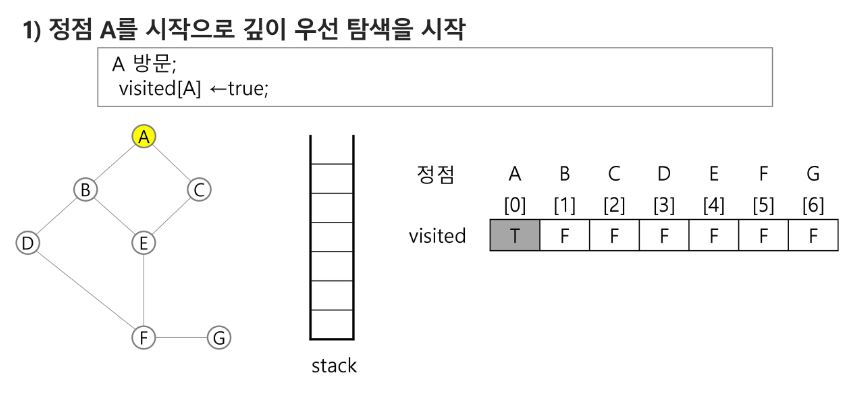 1) 정점 A를 시작으로 깊이 우선 탐색을 시작
A 방문;
visited[A] ←true;
A
B
C
D
E
F
G
stack
정점 A B C D E F G
[0] [1] [2] [3] [4] [5] [6]
visited T F F F F F F